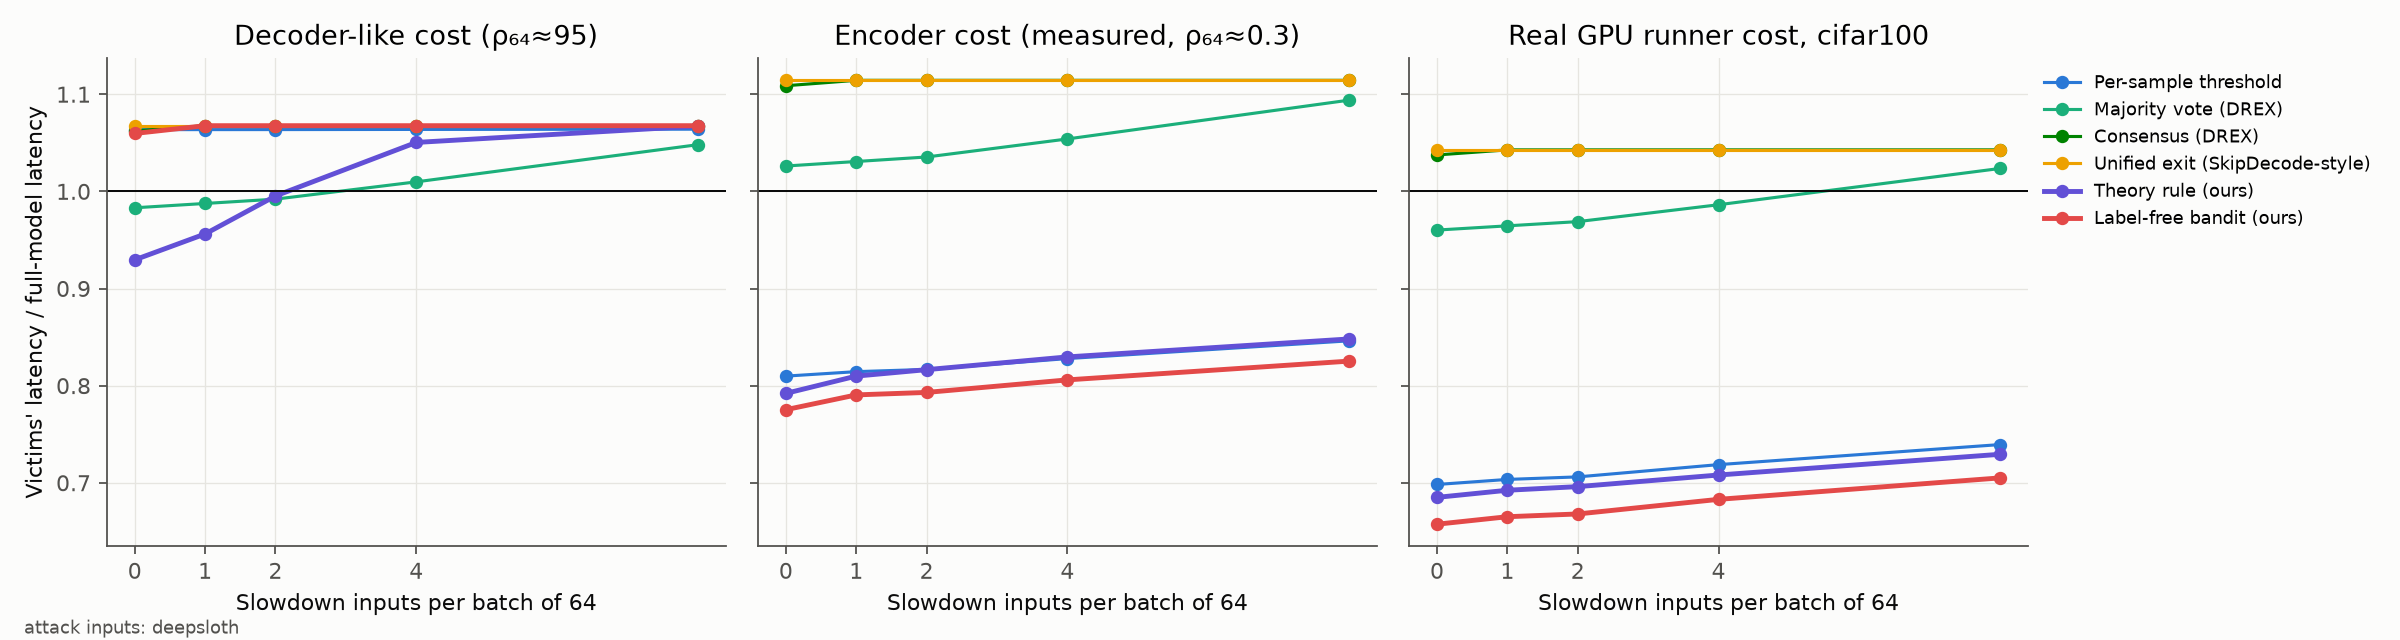 Decoder-like cost (ρ₆₄≈95)
Encoder cost (measured, ρ₆₄≈0.3)
Real GPU runner cost, cifar100
Victims' latency / full-model latency
1.1
1.0
0.9
0.8
0.7
0 1 2 4
0 1 2 4
0 1 2 4
Slowdown inputs per batch of 64
Slowdown inputs per batch of 64
Slowdown inputs per batch of 64
Per-sample threshold
Majority vote (DREX)
Consensus (DREX)
Unified exit (SkipDecode-style)
Theory rule (ours)
Label-free bandit (ours)
attack inputs: deepsloth